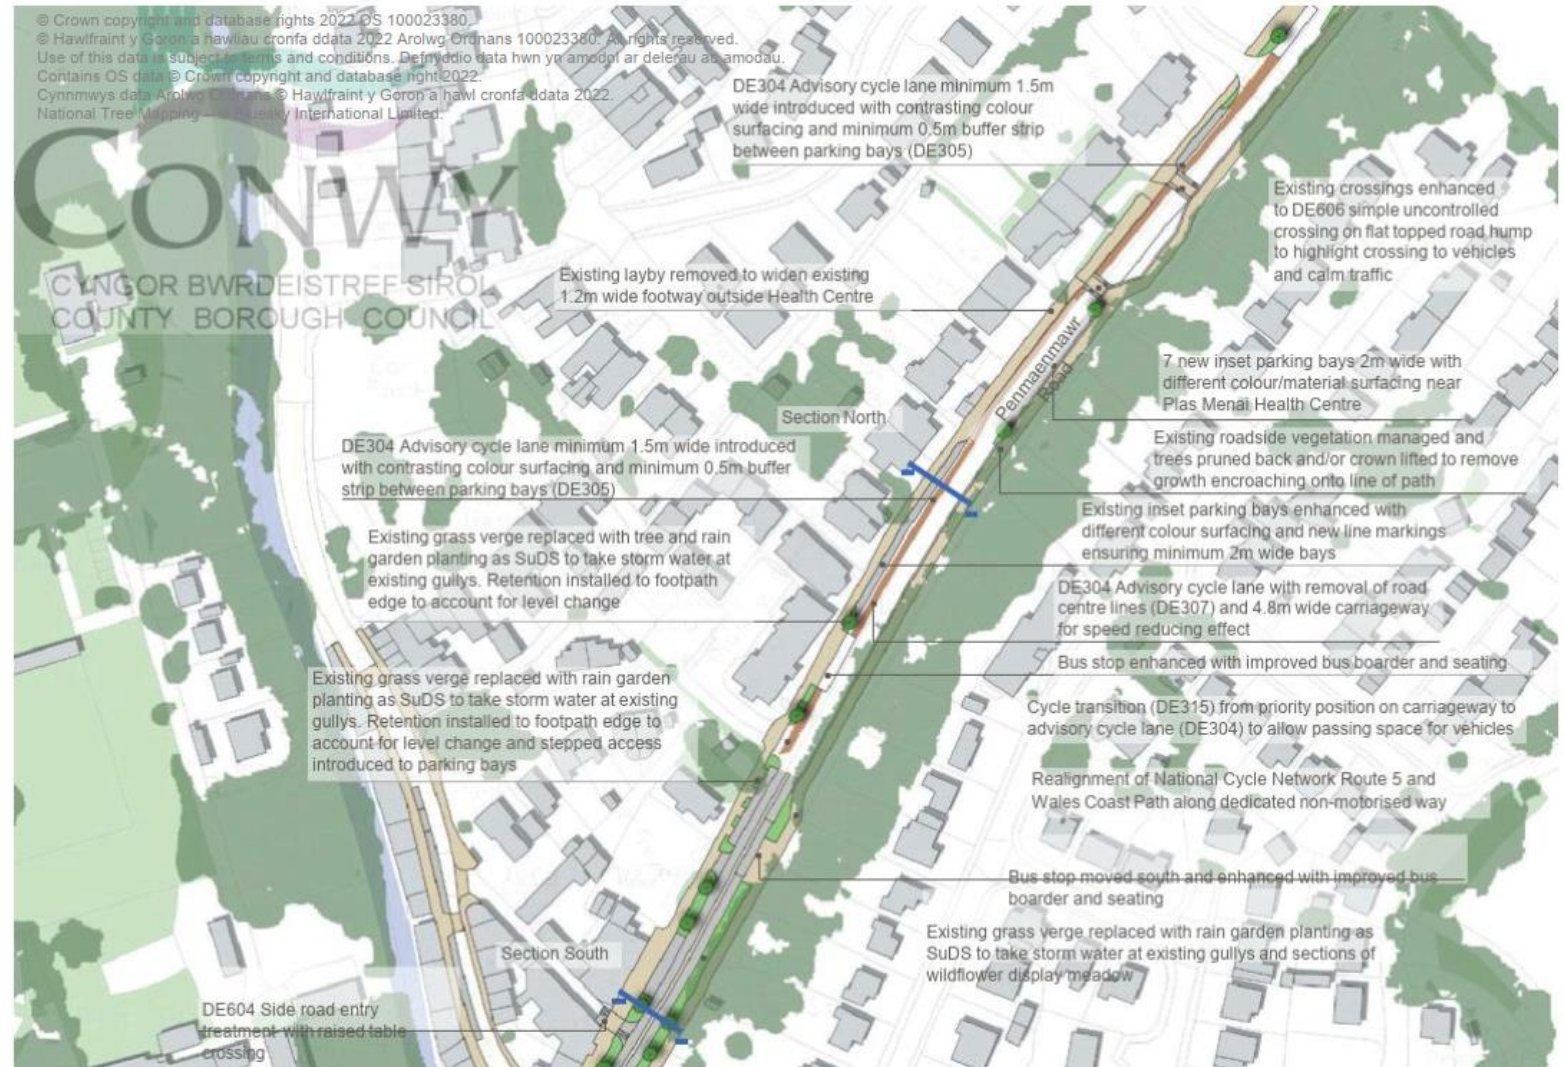 © Crown copyright and database rights 2022 OS 100023380.
© Hawlfraint y Goron a hawliau cronfa ddata 2022 Arolwg Ordnans 100023380. All rights reserved.
Use of this data is subject to terms and conditions. Defnyddio data hwn yn amodol ar delerau ac amodau.
Contains OS data © Crown copyright and database right 2022.
Cynnmwys data Arolwg Ordnans © Hawlfraint y Goron a hawl cronfa ddata 2022.
National Tree Mapping Bluesky International Limited.
CONWY
CYNGOR BWRDEISTREF SIROL
COUNTY BOROUGH COUNCIL
DE304 Advisory cycle lane minimum 1.5m
wide introduced with contrasting colour
surfacing and minimum 0.5m buffer strip
between parking bays (DE305)
Existing crossings enhanced
to DE606 simple uncontrolled
crossing on flat topped road hump
to highlight crossing to vehicles
and calm traffic
Existing layby removed to widen existing
1.2m wide footway outside Health Centre
Penmaenmawr
Road
7 new inset parking bays 2m wide with
different colour/material surfacing near
Plas Menai Health Centre
Section North
DE304 Advisory cycle lane minimum 1.5m wide introduced
with contrasting colour surfacing and minimum 0.5m buffer
strip between parking bays (DE305)
Existing roadside vegetation managed and
trees pruned back and/or crown lifted to remove
growth encroaching onto line of path
Existing inset parking bays enhanced with
different colour surfacing and new line markings
ensuring minimum 2m wide bays
Existing grass verge replaced with tree and rain
garden planting as SuDS to take storm water at
existing gullys. Retention installed to footpath
edge to account for level change
DE304 Advisory cycle lane with removal of road
centre lines (DE307) and 4.8m wide carriageway
for speed reducing effect
Bus stop enhanced with improved bus boarder and seating
Existing grass verge replaced with rain garden
planting as SuDS to take storm water at existing
gullys. Retention installed to footpath edge to
account for level change and stepped access
introduced to parking bays
Cycle transition (DE315) from priority position on carriageway to
advisory cycle lane (DE304) to allow passing space for vehicles
Realignment of National Cycle Network Route 5 and
Wales Coast Path along dedicated non-motorised way
Bus stop moved south and enhanced with improved bus
boarder and seating
Existing grass verge replaced with rain garden planting as
SuDS to take storm water at existing gullys and sections of
wildflower display meadow
Section South
DE604 Side road entry
treatment with raised table
crossing